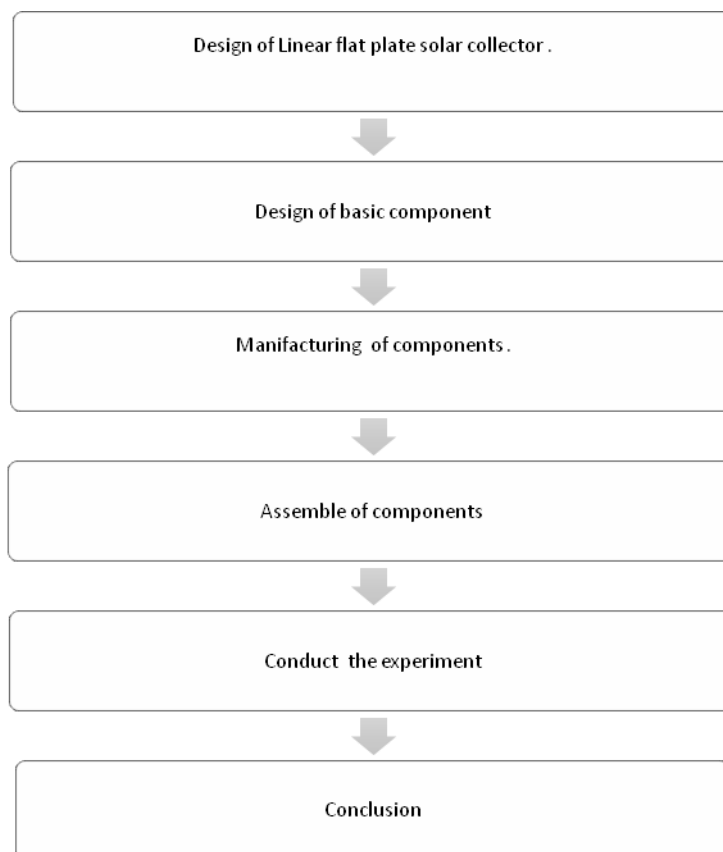 Design of Linear flat plate solar collector .
Design of basic component
Manifacturing of components .
Assemble of components
Conduct the experiment
Conclusion